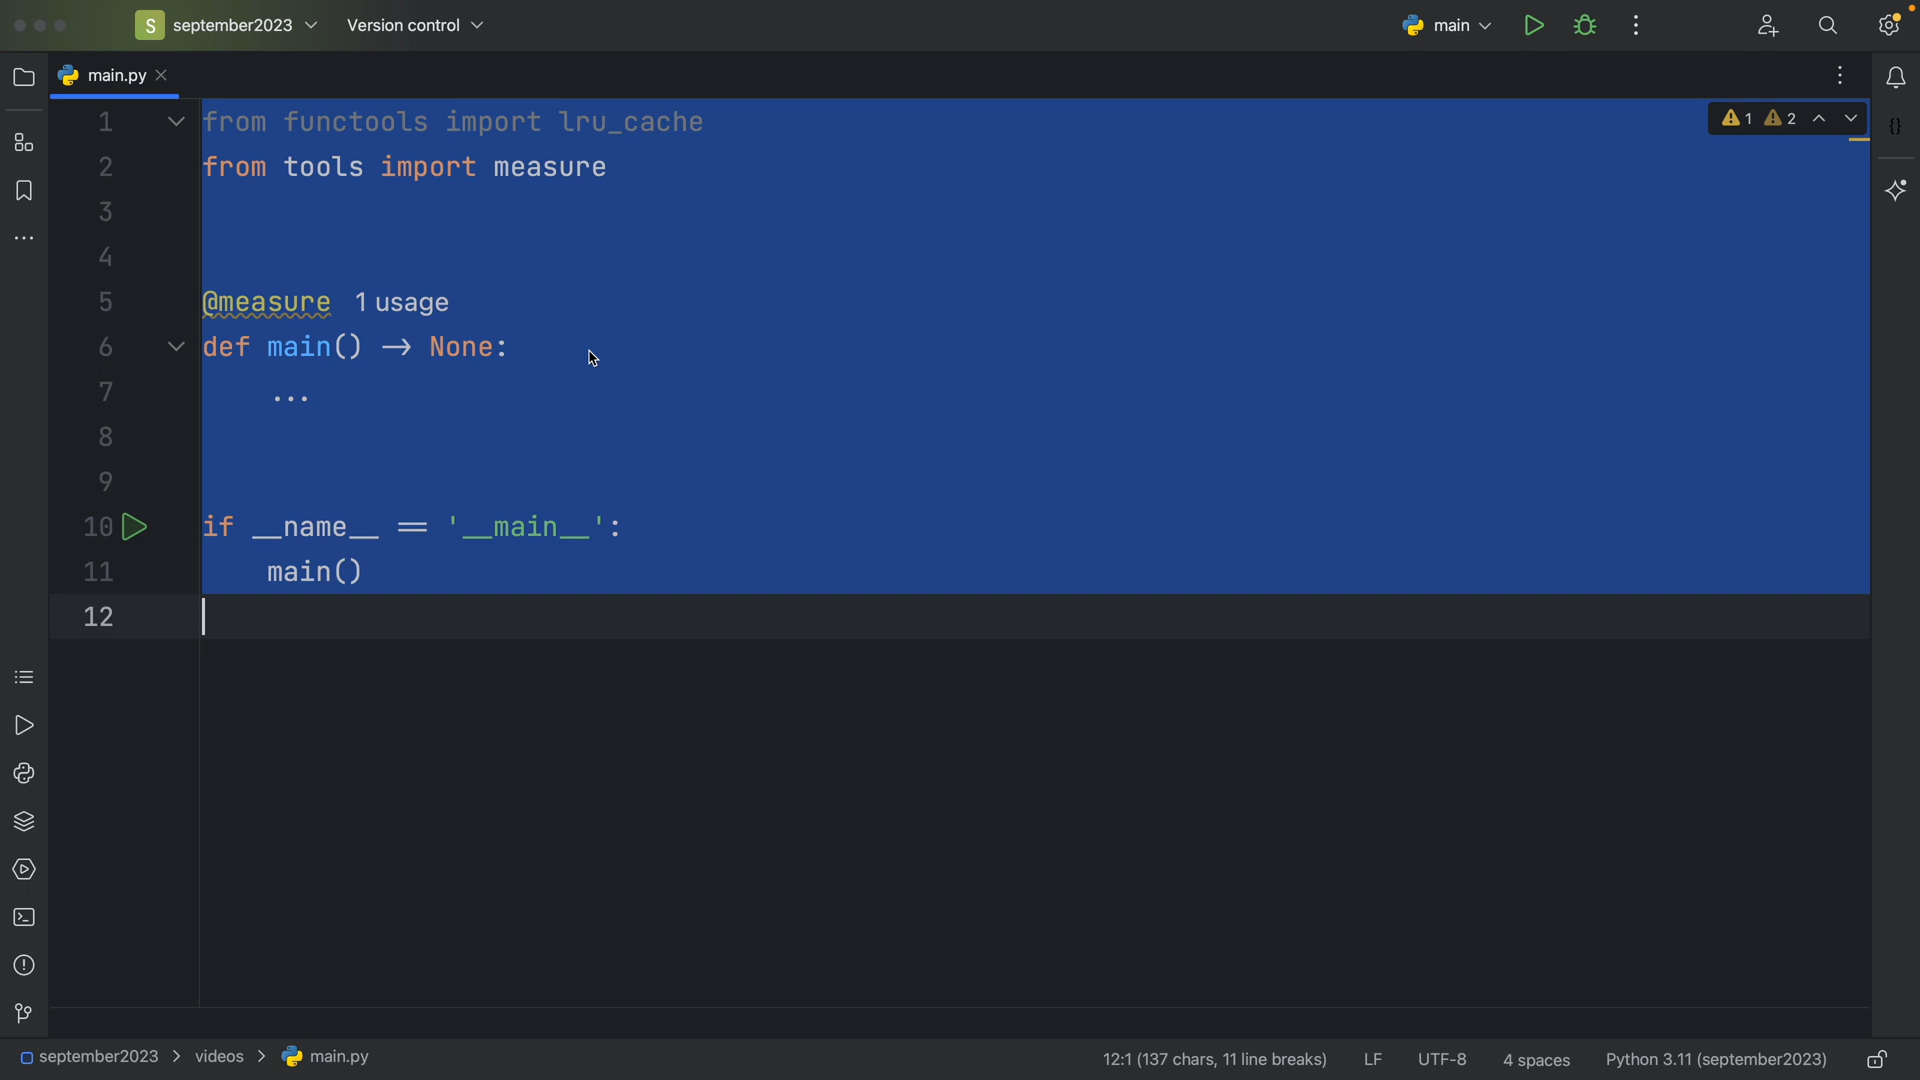 S september2023 Version control main
main.py
1 from functools import lru_cache
1 2
2 from tools import measure
3
4
5 @measure 1 usage
6 def main() → None:
7 ...
8
9
10 if __name__ == '__main__':
11 main()
12
september2023 > videos > main.py 12:1 (137 chars, 11 line breaks) LF UTF-8 4 spaces Python 3.11 (september2023)